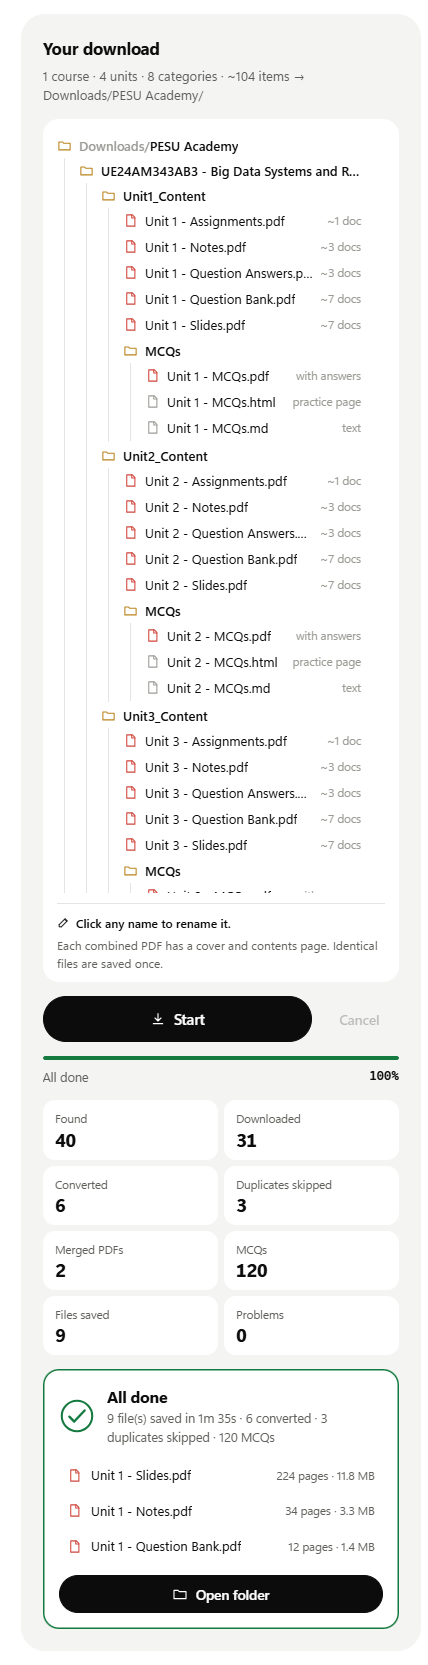 Your download
1 course · 4 units · 8 categories · ~104 items →
Downloads/PESU Academy/
Downloads/PESU Academy
UE24AM343AB3 - Big Data Systems and R...
Unit1_Content
Unit 1 - Assignments.pdf ~1 doc
Unit 1 - Notes.pdf ~3 docs
Unit 1 - Question Answers.p... ~3 docs
Unit 1 - Question Bank.pdf ~7 docs
Unit 1 - Slides.pdf ~7 docs
MCQs
Unit 1 - MCQs.pdf with answers
Unit 1 - MCQs.html practice page
Unit 1 - MCQs.md text
Unit2_Content
Unit 2 - Assignments.pdf ~1 doc
Unit 2 - Notes.pdf ~3 docs
Unit 2 - Question Answers.... ~3 docs
Unit 2 - Question Bank.pdf ~7 docs
Unit 2 - Slides.pdf ~7 docs
MCQs
Unit 2 - MCQs.pdf with answers
Unit 2 - MCQs.html practice page
Unit 2 - MCQs.md text
Unit3_Content
Unit 3 - Assignments.pdf ~1 doc
Unit 3 - Notes.pdf ~3 docs
Unit 3 - Question Answers.... ~3 docs
Unit 3 - Question Bank.pdf ~7 docs
Unit 3 - Slides.pdf ~7 docs
MCQs
Click any name to rename it.
Each combined PDF has a cover and contents page. Identical
files are saved once.
Start
Cancel
All done 100%
Found
40
Downloaded
31
Converted
6
Duplicates skipped
3
Merged PDFs
2
MCQs
120
Files saved
9
Problems
0
All done
9 file(s) saved in 1m 35s · 6 converted · 3
duplicates skipped · 120 MCQs
Unit 1 - Slides.pdf 224 pages · 11.8 MB
Unit 1 - Notes.pdf 34 pages · 3.3 MB
Unit 1 - Question Bank.pdf 12 pages · 1.4 MB
Open folder